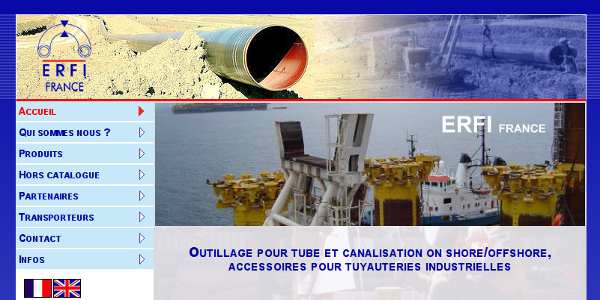 ERFI
FRANCE
ACCUEIL
QUI SOMMES NOUS ?
PRODUITS
HORS CATALOGUE
PARTENAIRES
TRANSPORTEURS
CONTACT
INFOS
ERFI FRANCE
OUTILLAGE POUR TUBE ET CANALISATION ON SHORE/OFFSHORE,
ACCESSOIRES POUR TUYAUTERIES INDUSTRIELLES